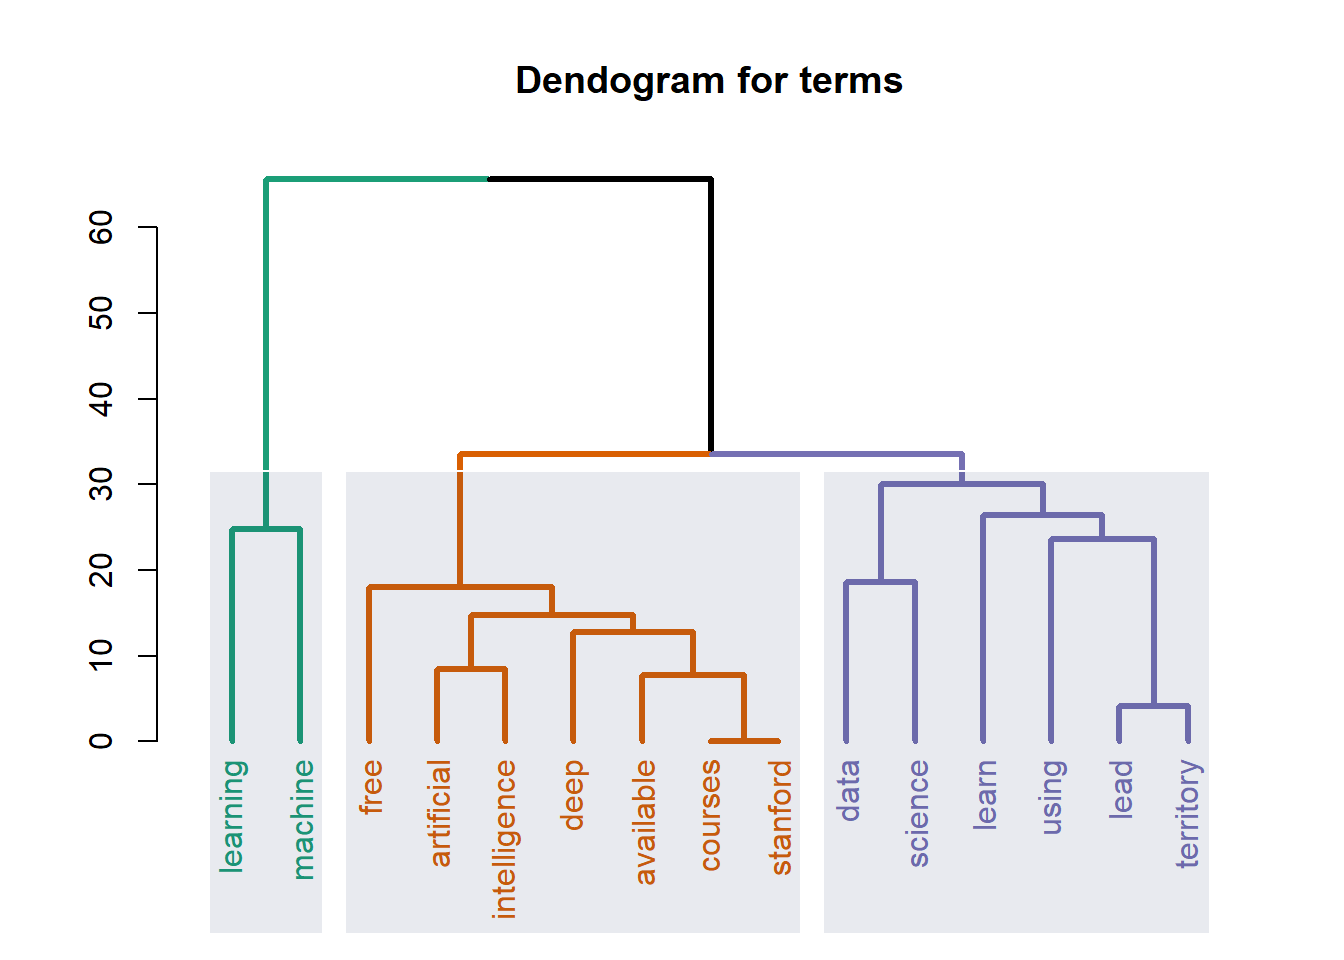 Dendogram for terms
60
50
40
30
20
10
0
learning
machine
free
artificial
intelligence
deep
available
courses
stanford
data
science
learn
using
lead
territory